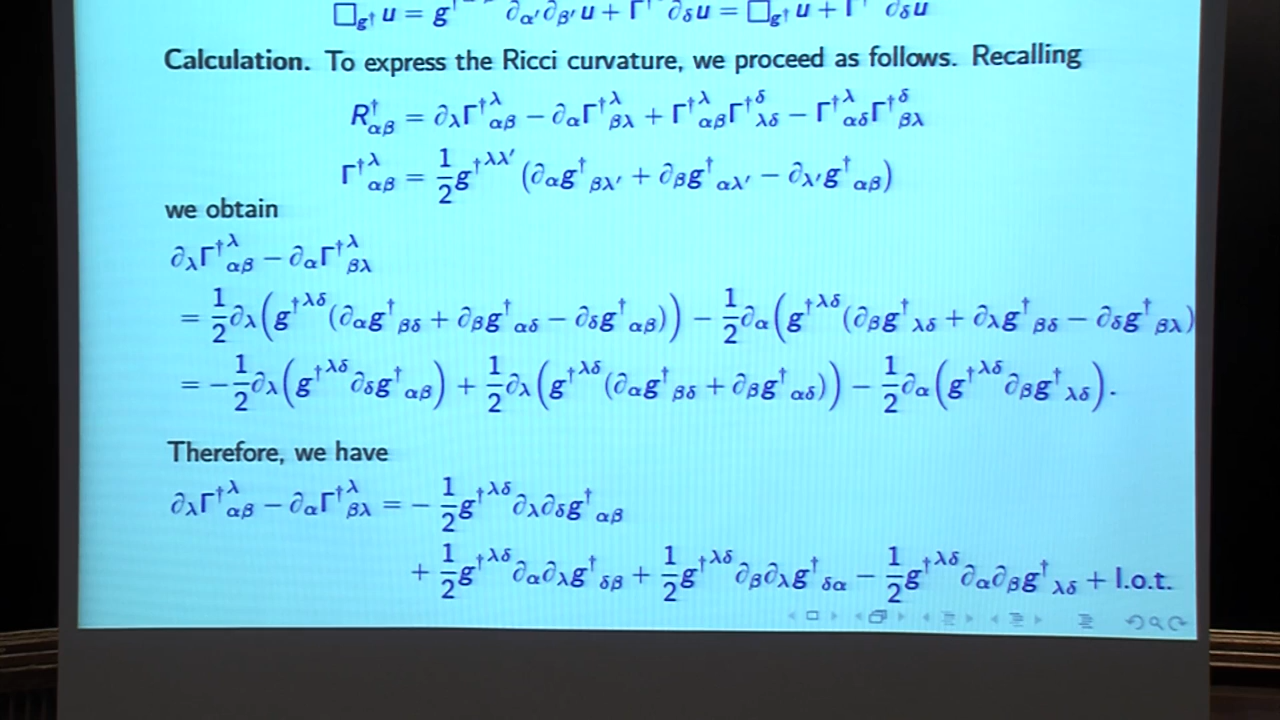 □_{g†} u = g^{†} ∂_{α′}∂_{β′}u + Γ^{†} ∂_δ u = □_{g†} u + Γ^{†} ∂_δ u
Calculation. To express the Ricci curvature, we proceed as follows. Recalling
R†_{αβ} = ∂_λ Γ†^λ_{αβ} − ∂_α Γ†^λ_{βλ} + Γ†^λ_{αβ} Γ†^δ_{λδ} − Γ†^λ_{αδ} Γ†^δ_{βλ}
Γ†^λ_{αβ} = 1/2 g†^{λλ′} (∂_α g†_{βλ′} + ∂_β g†_{αλ′} − ∂_{λ′} g†_{αβ})
we obtain
∂_λ Γ†^λ_{αβ} − ∂_α Γ†^λ_{βλ}
= 1/2 ∂_λ (g†^{λδ} (∂_α g†_{βδ} + ∂_β g†_{αδ} − ∂_δ g†_{αβ})) − 1/2 ∂_α (g†^{λδ} (∂_β g†_{λδ} + ∂_λ g†_{βδ} − ∂_δ g†_{βλ})
= − 1/2 ∂_λ (g†^{λδ} ∂_δ g†_{αβ}) + 1/2 ∂_λ (g†^{λδ} (∂_α g†_{βδ} + ∂_β g†_{αδ})) − 1/2 ∂_α (g†^{λδ} ∂_β g†_{λδ}).
Therefore, we have
∂_λ Γ†^λ_{αβ} − ∂_α Γ†^λ_{βλ} = − 1/2 g†^{λδ} ∂_λ ∂_δ g†_{αβ}
+ 1/2 g†^{λδ} ∂_α ∂_λ g†_{δβ} + 1/2 g†^{λδ} ∂_β ∂_λ g†_{δα} − 1/2 g†^{λδ} ∂_α ∂_β g†_{λδ} + l.o.t.